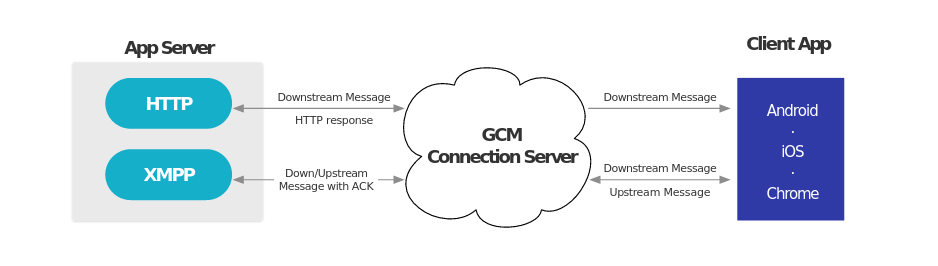 App Server
HTTP
XMPP
Downstream Message
HTTP response
Down/Upstream
Message with ACK
GCM
Connection Server
Downstream Message
Downstream Message
Upstream Message
Client App
Android
·
iOS
·
Chrome